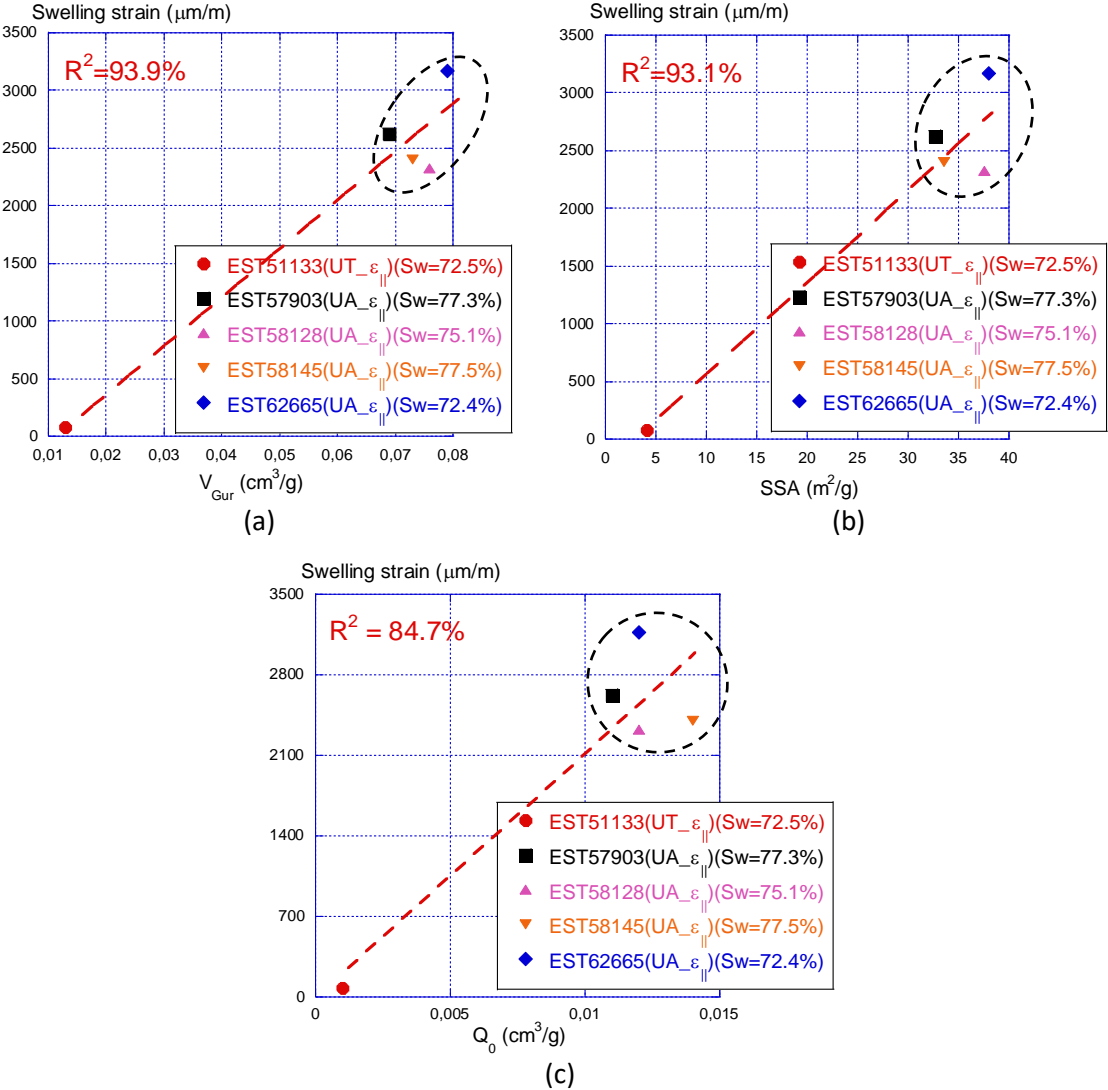 Swelling strain (μm/m)
3500
3000
2500
2000
1500
1000
500
0
R²=93.9%
EST51133(UT_ε||)(Sw=72.5%)
EST57903(UA_ε||)(Sw=77.3%)
EST58128(UA_ε||)(Sw=75.1%)
EST58145(UA_ε||)(Sw=77.5%)
EST62665(UA_ε||)(Sw=72.4%)
0,01 0,02 0,03 0,04 0,05 0,06 0,07 0,08
V_Gur (cm³/g)
(a)
Swelling strain (μm/m)
3500
3000
2500
2000
1500
1000
500
0
R²=93.1%
EST51133(UT_ε||)(Sw=72.5%)
EST57903(UA_ε||)(Sw=77.3%)
EST58128(UA_ε||)(Sw=75.1%)
EST58145(UA_ε||)(Sw=77.5%)
EST62665(UA_ε||)(Sw=72.4%)
0 5 10 15 20 25 30 35 40
SSA (m²/g)
(b)
Swelling strain (μm/m)
3500
2800
2100
1400
700
0
R² = 84.7%
EST51133(UT_ε||)(Sw=72.5%)
EST57903(UA_ε||)(Sw=77.3%)
EST58128(UA_ε||)(Sw=75.1%)
EST58145(UA_ε||)(Sw=77.5%)
EST62665(UA_ε||)(Sw=72.4%)
0 0,005 0,01 0,015
Q₀ (cm³/g)
(c)